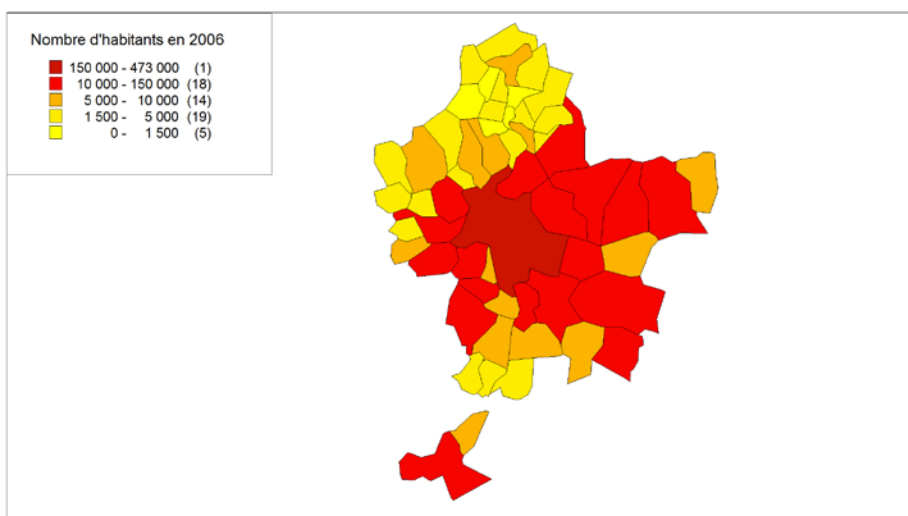 Nombre d'habitants en 2006
150 000 - 473 000 (1)
10 000 - 150 000 (18)
5 000 - 10 000 (14)
1 500 - 5 000 (19)
0 - 1 500 (5)